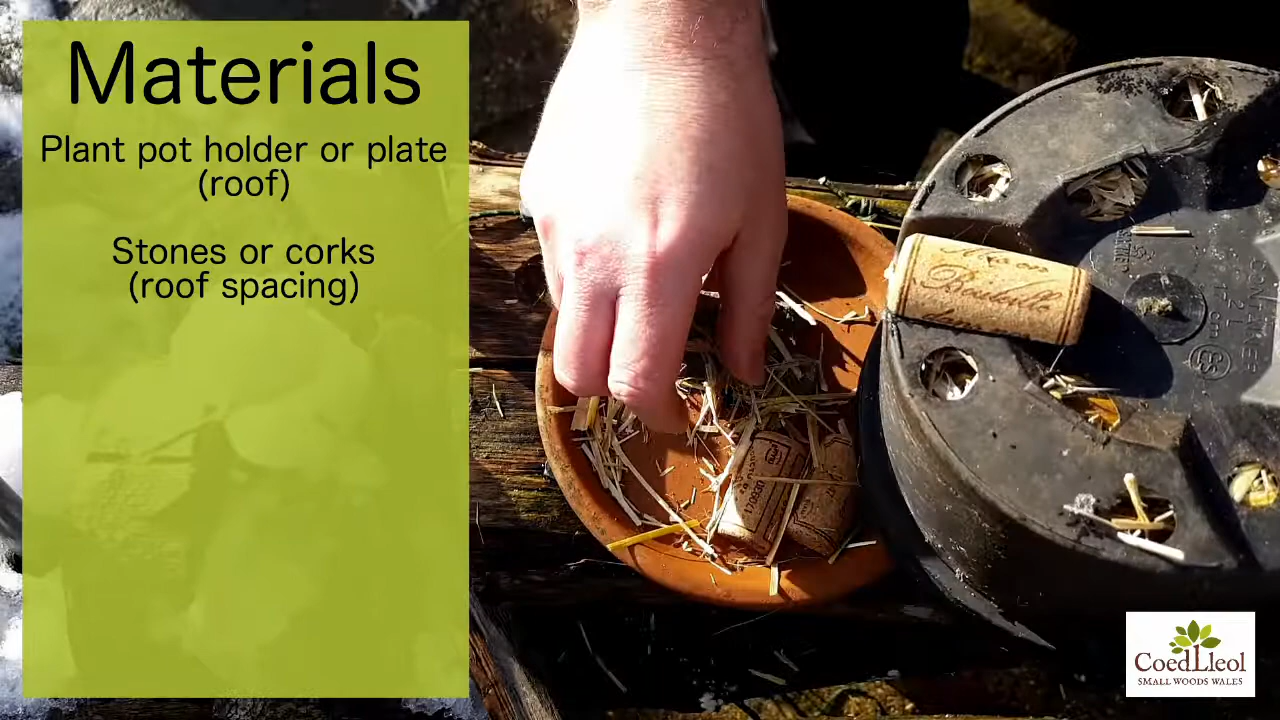 Materials
Plant pot holder or plate
(roof)
Stones or corks
(roof spacing)
CoedLleol
SMALL WOODS WALES